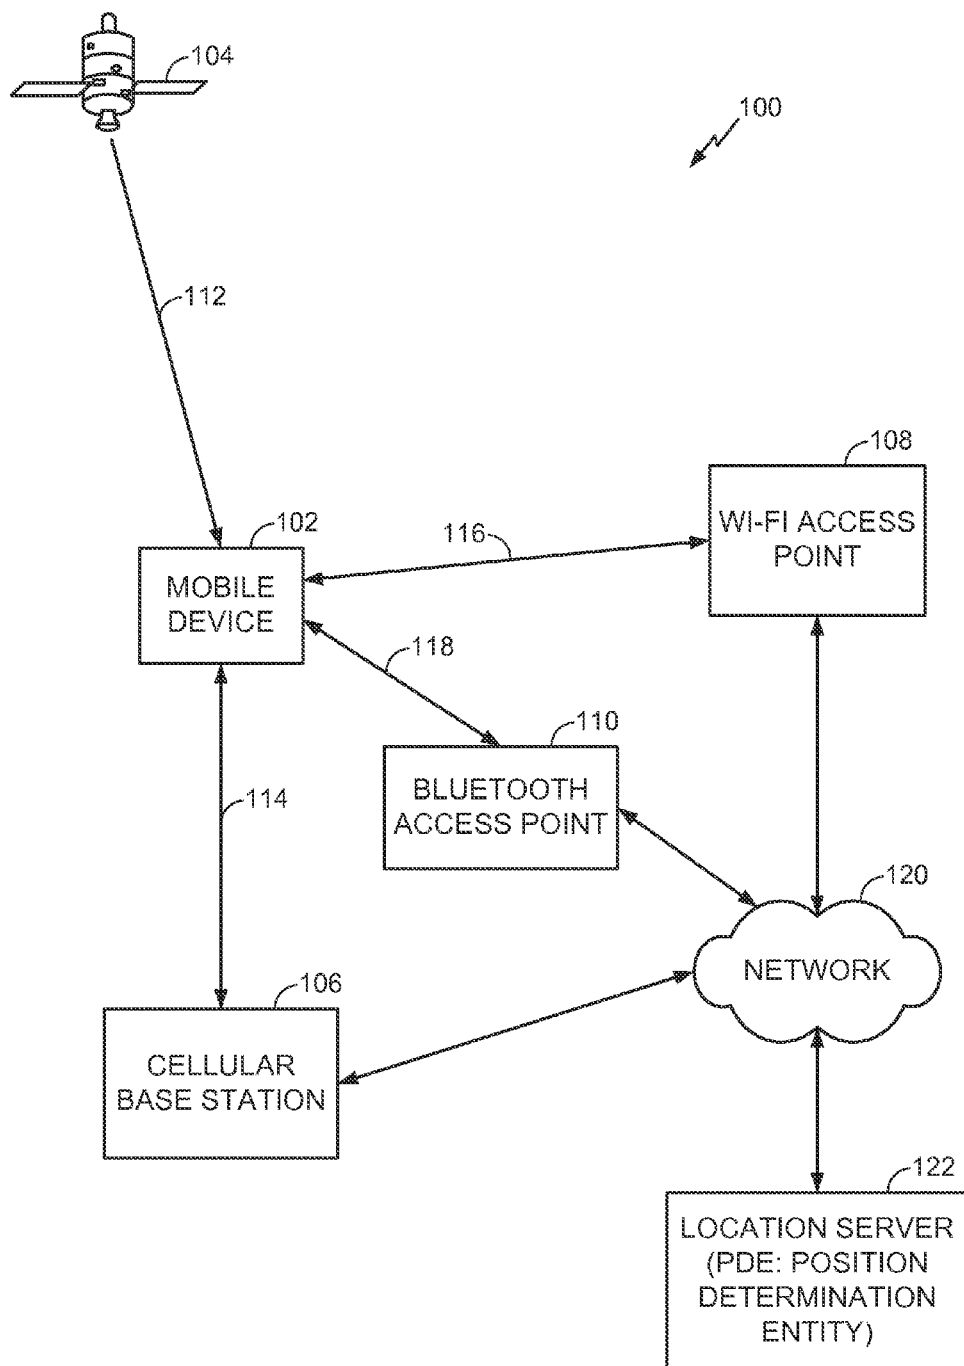 104
100
112
108
WI-FI ACCESS
POINT
102
116
MOBILE
DEVICE
118
110
BLUETOOTH
ACCESS POINT
114
120
NETWORK
106
CELLULAR
BASE STATION
122
LOCATION SERVER
(PDE: POSITION
DETERMINATION
ENTITY)